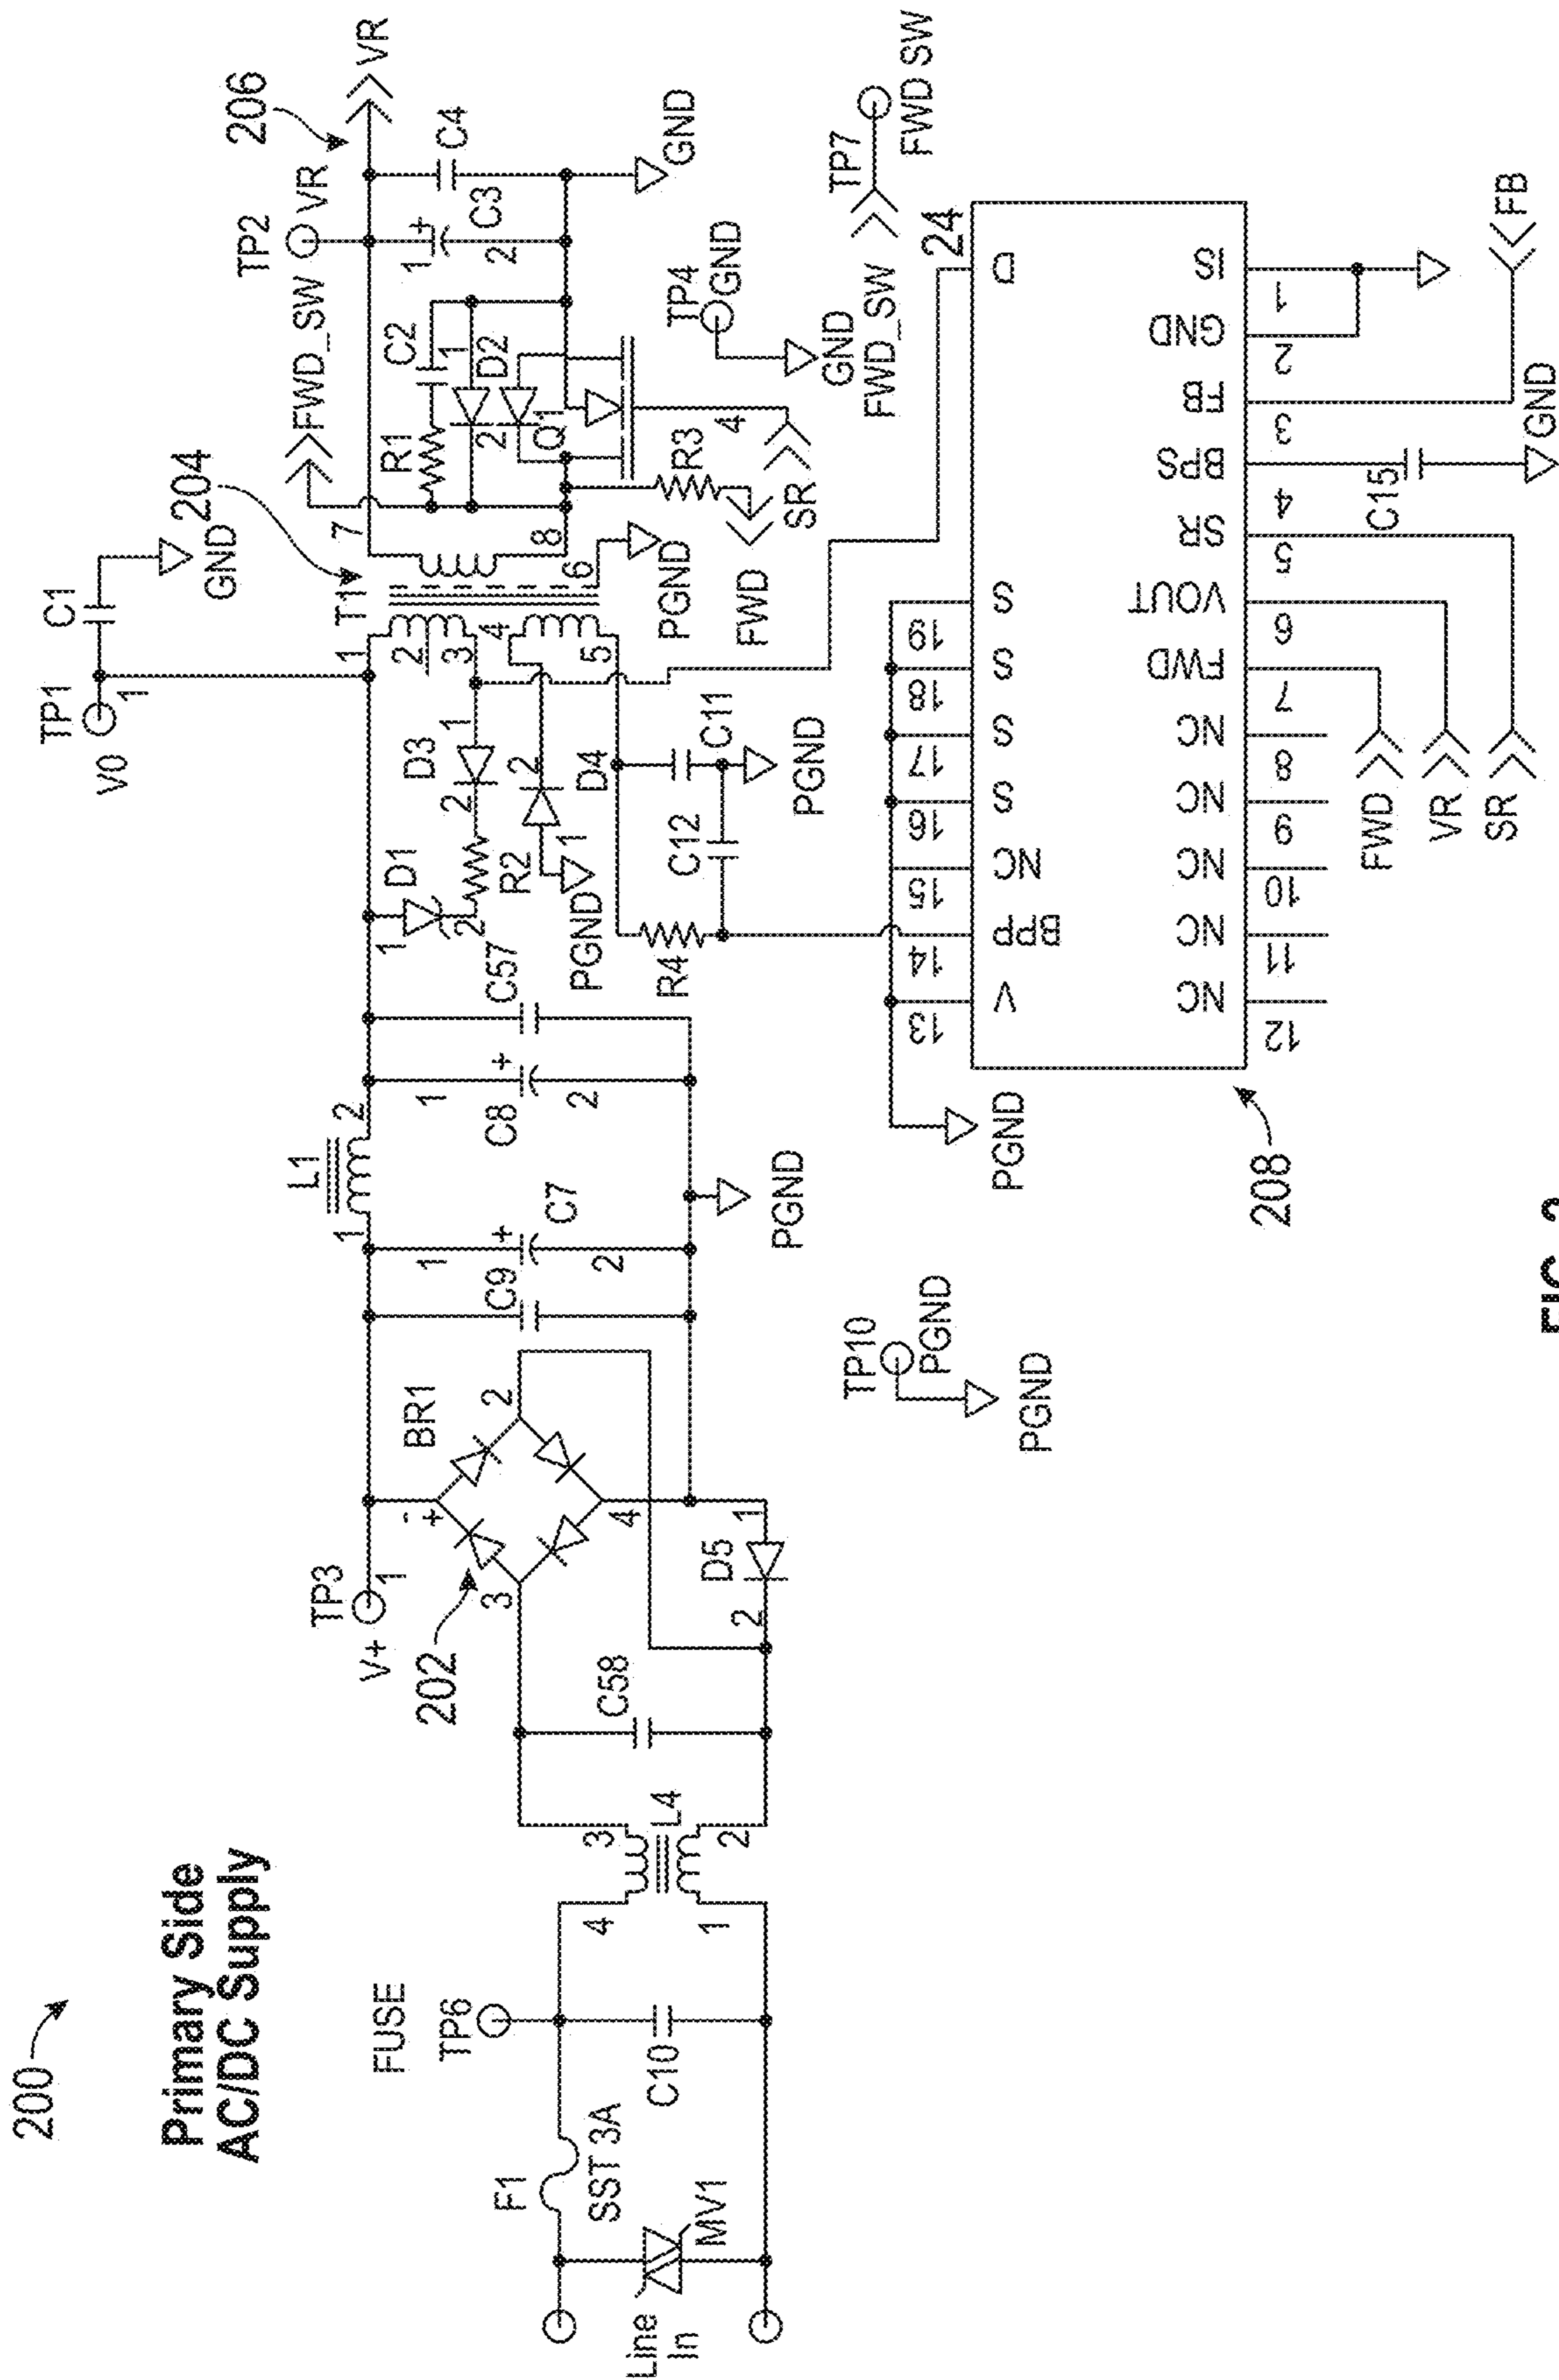 200
Primary Side
AC/DC Supply
Line
In
F1
SST 3A
MV1
FUSE
TP6
C10
4
3
L4
1
2
C58
202
TP3
V+
1
+
-
BR1
3
2
4
D5
2
1
C9
1
+
C7
2
L1
1
2
1
+
C8
2
C57
PGND
TP10
PGND
PGND
TP1
V0
1
C1
GND
204
T1
1
2
3
4
5
6
7
8
D1
1
2
D3
1
2
R2
D4
2
1
PGND
R4
C12
C11
PGND
PGND
FWD_SW
TP2
VR
206
VR
R1
C2
1
D2
2
Q1
4
1
+
C3
2
C4
GND
R3
FWD
SR
TP4
GND
GND
TP7
FWD_SW
FWD SW
PGND
208
13
14
15
16
17
18
19
24
V
BPP
NC
S
S
S
S
D
NC
NC
NC
NC
NC
FWD
VOUT
SR
BPS
FB
GND
IS
12
11
10
9
8
7
6
5
4
3
2
1
FWD
VR
SR
C15
GND
FB